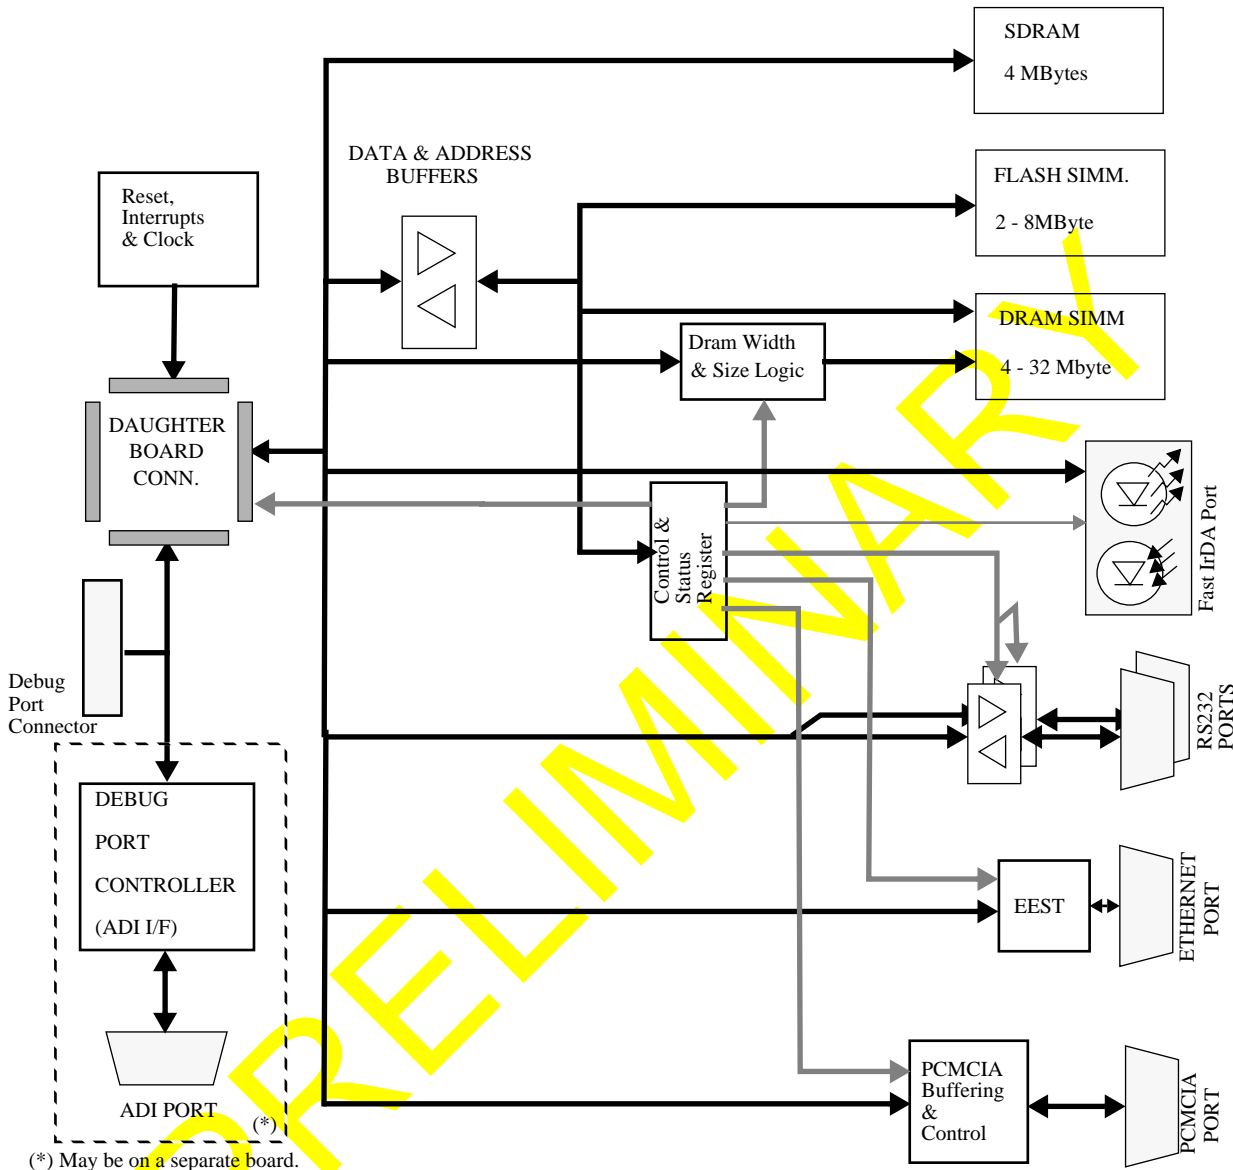 SDRAM
4 MBytes
DATA & ADDRESS
BUFFERS
FLASH SIMM.
2 - 8MByte
Reset,
Interrupts
& Clock
DRAM SIMM
4 - 32 Mbyte
Dram Width
& Size Logic
DAUGHTER
BOARD
CONN.
Control &
Status
Register
Fast IrDA Port
Debug
Port
Connector
RS232
PORTS
DEBUG
PORT
CONTROLLER
(ADI I/F)
EEST
ETHERNET
PORT
ADI PORT
(*)
PCMCIA
Buffering
&
Control
PCMCIA
PORT
(*) May be on a separate board.
PRELIMINARY